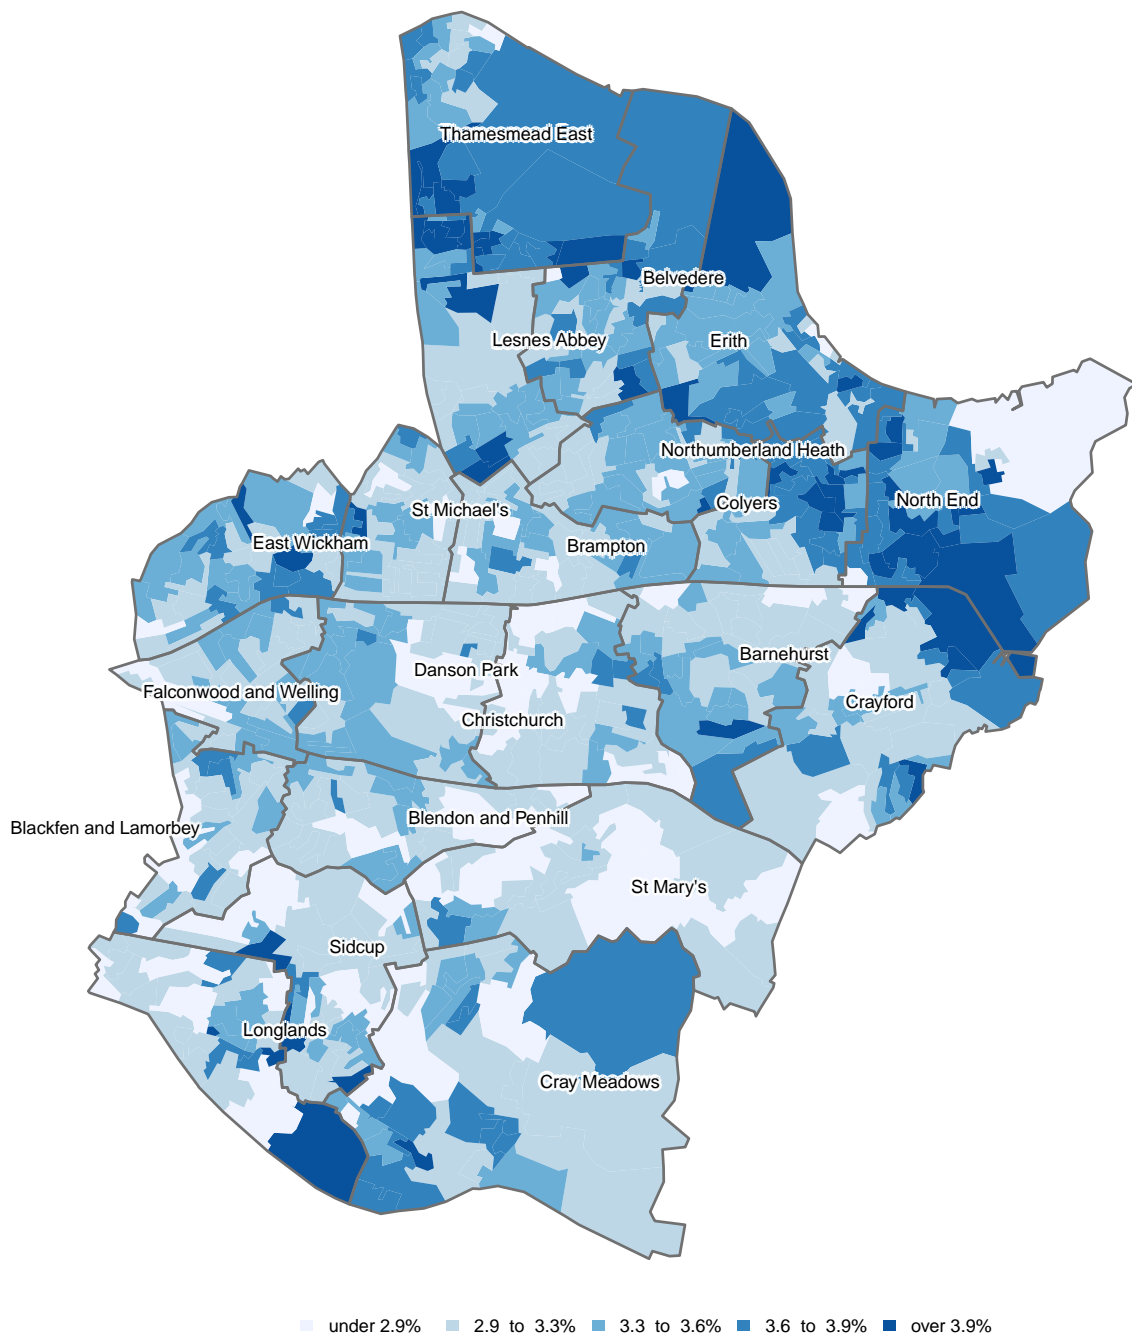 Thamesmead East
Belvedere
Lesnes Abbey
Erith
Northumberland Heath
North End
Colyers
St Michael's
East Wickham
Brampton
Barnehurst
Danson Park
Falconwood and Welling
Crayford
Christchurch
Blendon and Penhill
Blackfen and Lamorbey
St Mary's
Sidcup
Longlands
Cray Meadows
under 2.9% 2.9 to 3.3% 3.3 to 3.6% 3.6 to 3.9% over 3.9%